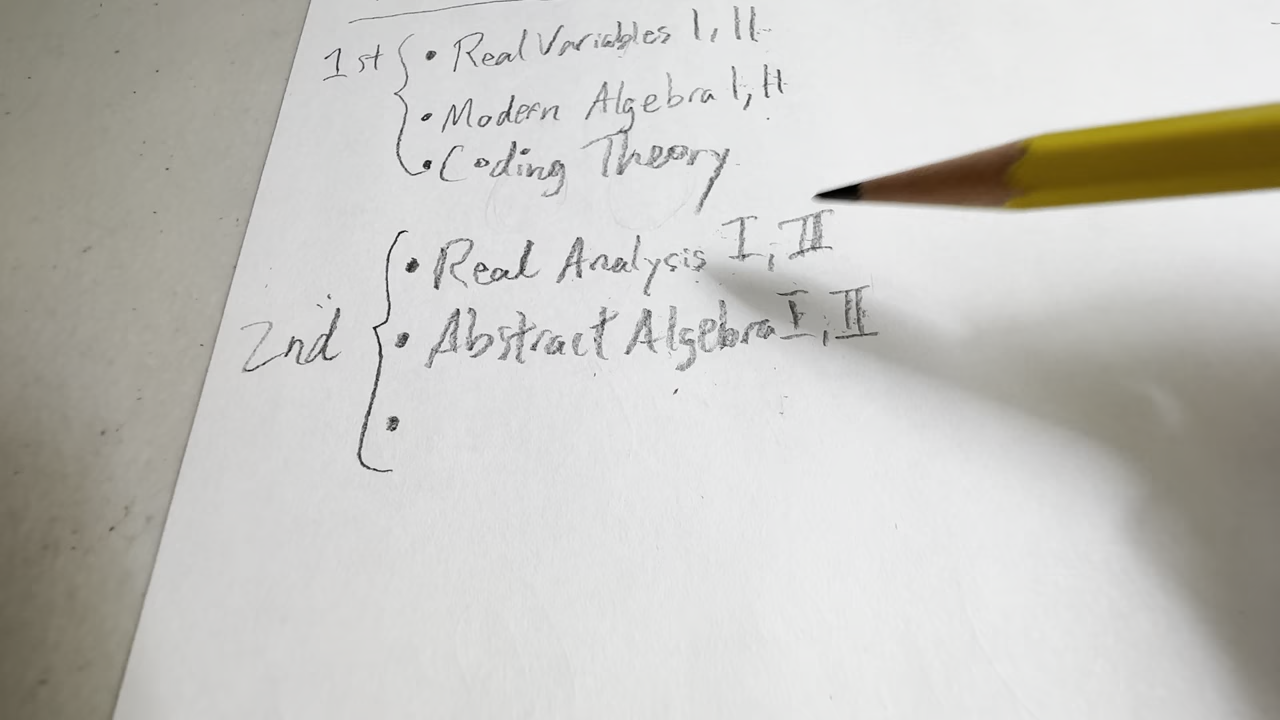 1st { • Real Variables I, II
• Modern Algebra I, II
• Coding Theory
2nd { • Real Analysis I, II
• Abstract Algebra I, II
•